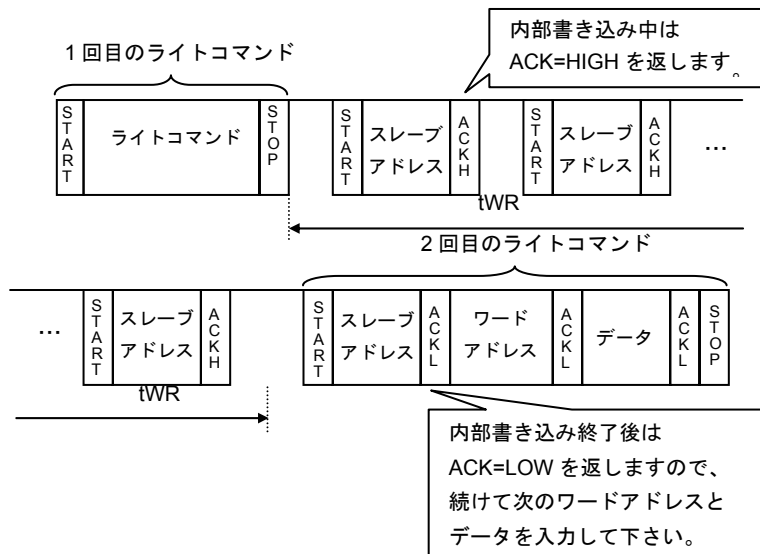 1 回目のライトコマンド
内部書き込み中は
ACK=HIGH を返します。
START
ライトコマンド
STOP
START
スレーブ
アドレス
ACKH
START
スレーブ
アドレス
ACKH
…
tWR
2 回目のライトコマンド
…
START
スレーブ
アドレス
ACKH
START
スレーブ
アドレス
ACKL
ワード
アドレス
ACKL
データ
ACKL
STOP
tWR
内部書き込み終了後は
ACK=LOW を返しますので、
続けて次のワードアドレスと
データを入力して下さい。